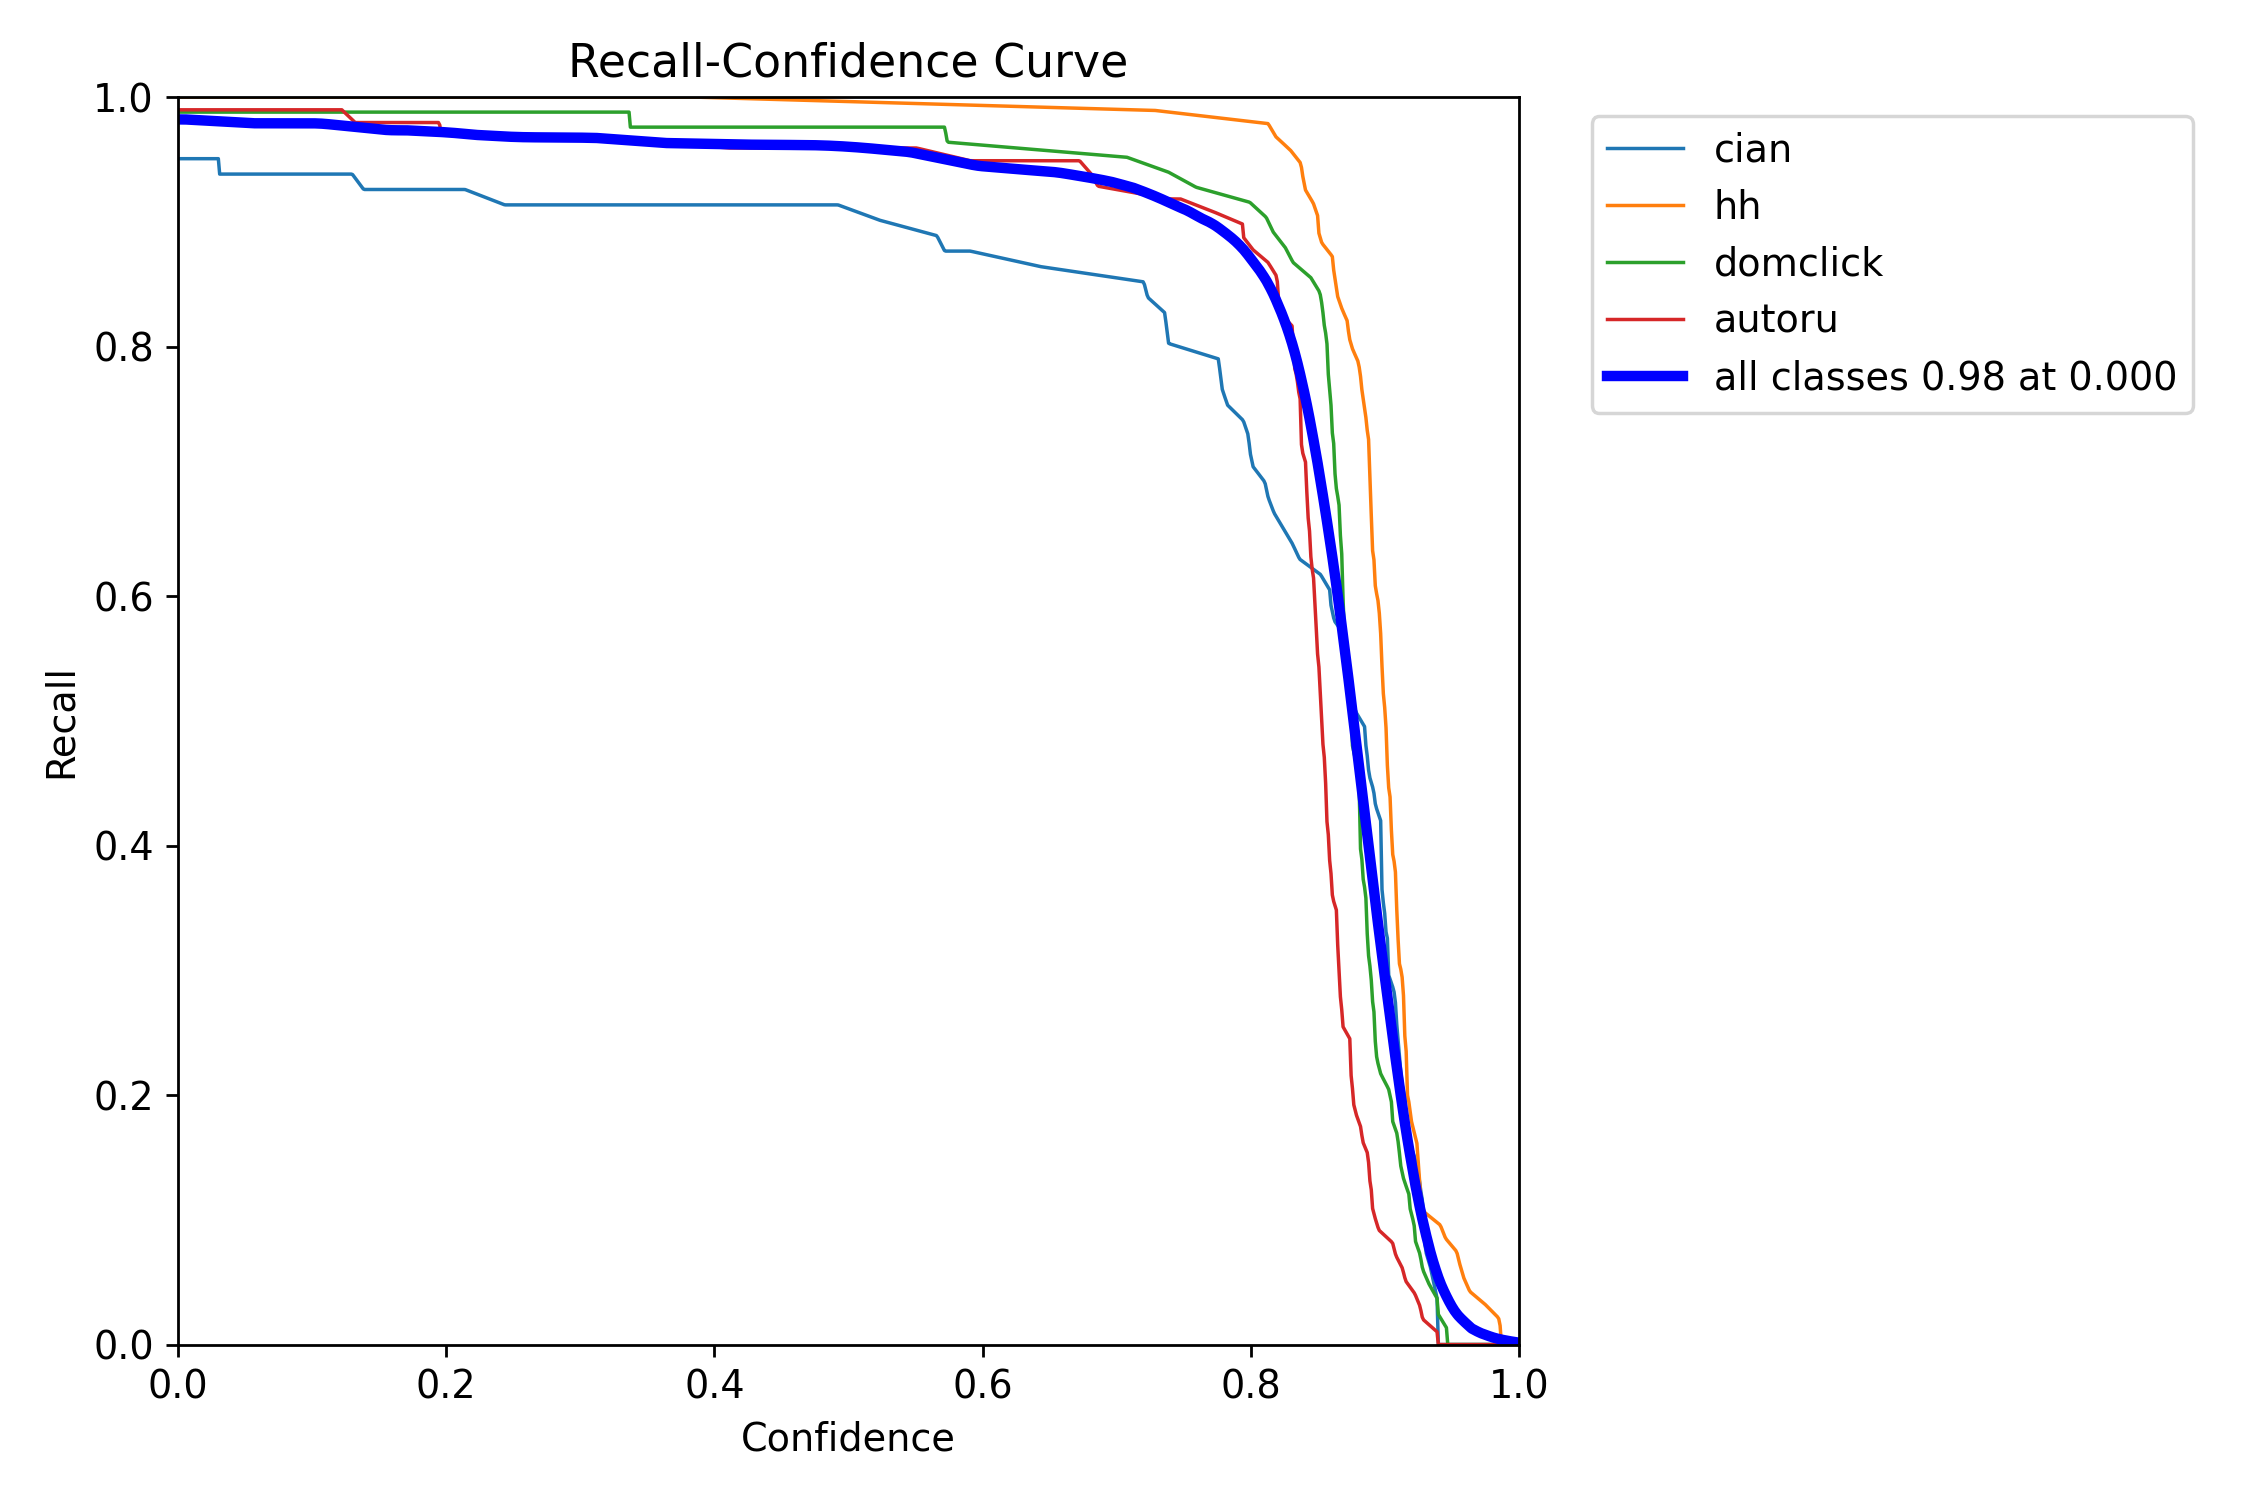 Recall-Confidence Curve
1.0
0.8
0.6
0.4
0.2
0.0
Recall
0.0 0.2 0.4 0.6 0.8 1.0
Confidence
cian
hh
domclick
autoru
all classes 0.98 at 0.000